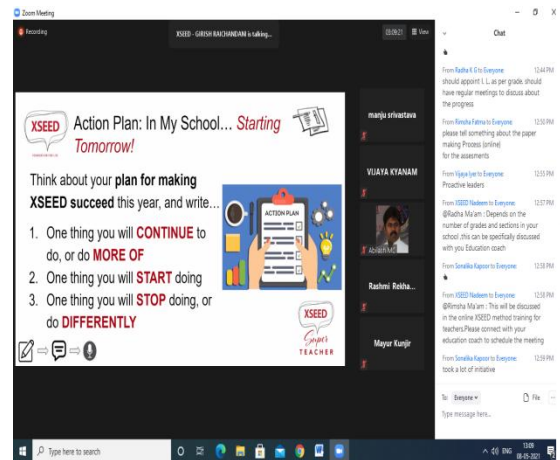 Zoom Meeting
Recording
XSEED - GIRISH RAICHANDANI is talking...
03:09:21
View
XSEED
Action Plan: In My School... Starting
Tomorrow!
Think about your plan for making
XSEED succeed this year, and write...
1. One thing you will CONTINUE to
do, or do MORE OF
2. One thing you will START doing
3. One thing you will STOP doing, or
do DIFFERENTLY
ACTION PLAN
XSEED
Super
TEACHER
manju srivastava
VIJAYA KYANAM
Abilash MC
Rashmi Rekha...
Mayur Kunjir
Chat
From Radha K G to Everyone: 12:44 PM
should appoint I. L. as per grade, should
have regular meetings to discuss about
the progress
From Rimsha Fatma to Everyone: 12:50 PM
please tell something about the paper
making Process (online)
for the assesments
From Vijaya Iyer to Everyone: 12:55 PM
Proactive leaders
From XSEED Nadeem to Everyone: 12:57 PM
@Radha Ma'am : Depends on the
number of grades and sections in your
school ,this can be specifically discussed
with you Education coach
From Sonalika Kapoor to Everyone: 12:58 PM
From XSEED Nadeem to Everyone: 12:58 PM
@Rimsha Ma'am : This will be discussed
in the online XSEED method training for
teachers.Please connect with your
education coach to schedule the meeting
From Sonalika Kapoor to Everyone: 12:59 PM
took a lot of initiative
To: Everyone
File
Type message here...
Type here to search
ENG
13:09
08-05-2021